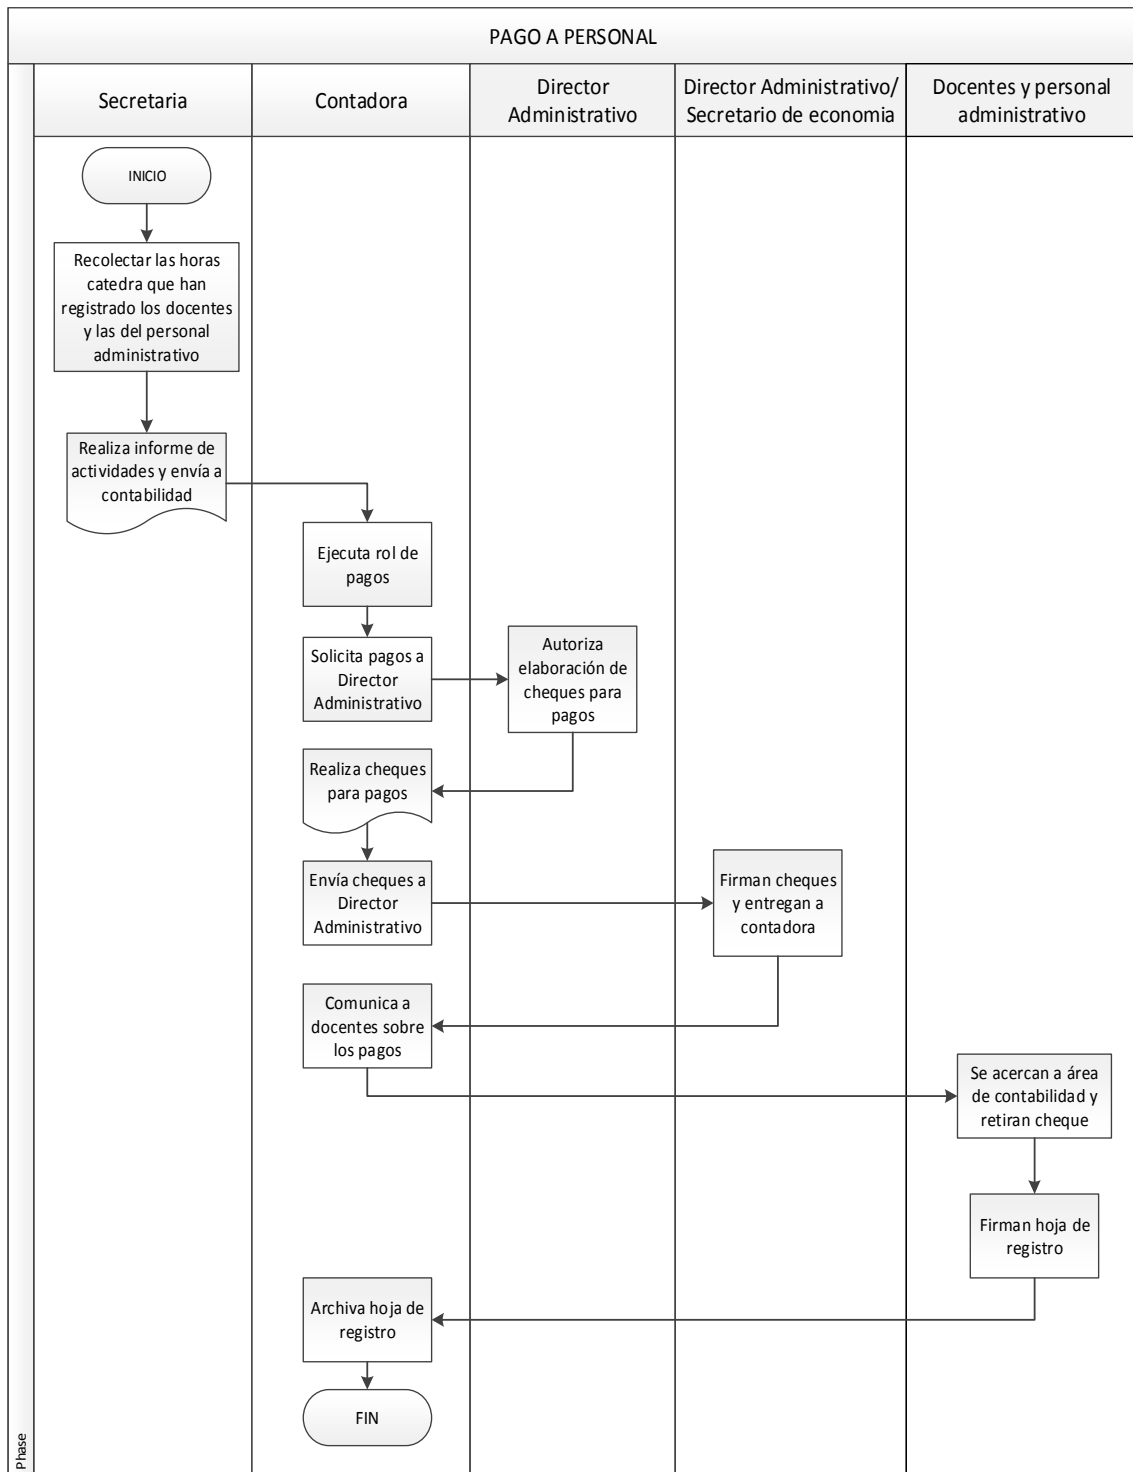 PAGO A PERSONAL
Secretaria
Contadora
Director
Administrativo
Director Administrativo/
Secretario de economia
Docentes y personal
administrativo
INICIO
Recolectar las horas
catedra que han
registrado los docentes
y las del personal
administrativo
Realiza informe de
actividades y envía a
contabilidad
Ejecuta rol de
pagos
Solicita pagos a
Director
Administrativo
Autoriza
elaboración de
cheques para
pagos
Realiza cheques
para pagos
Envía cheques a
Director
Administrativo
Firman cheques
y entregan a
contadora
Comunica a
docentes sobre
los pagos
Se acercan a área
de contabilidad y
retiran cheque
Firman hoja de
registro
Archiva hoja de
registro
FIN
Phase